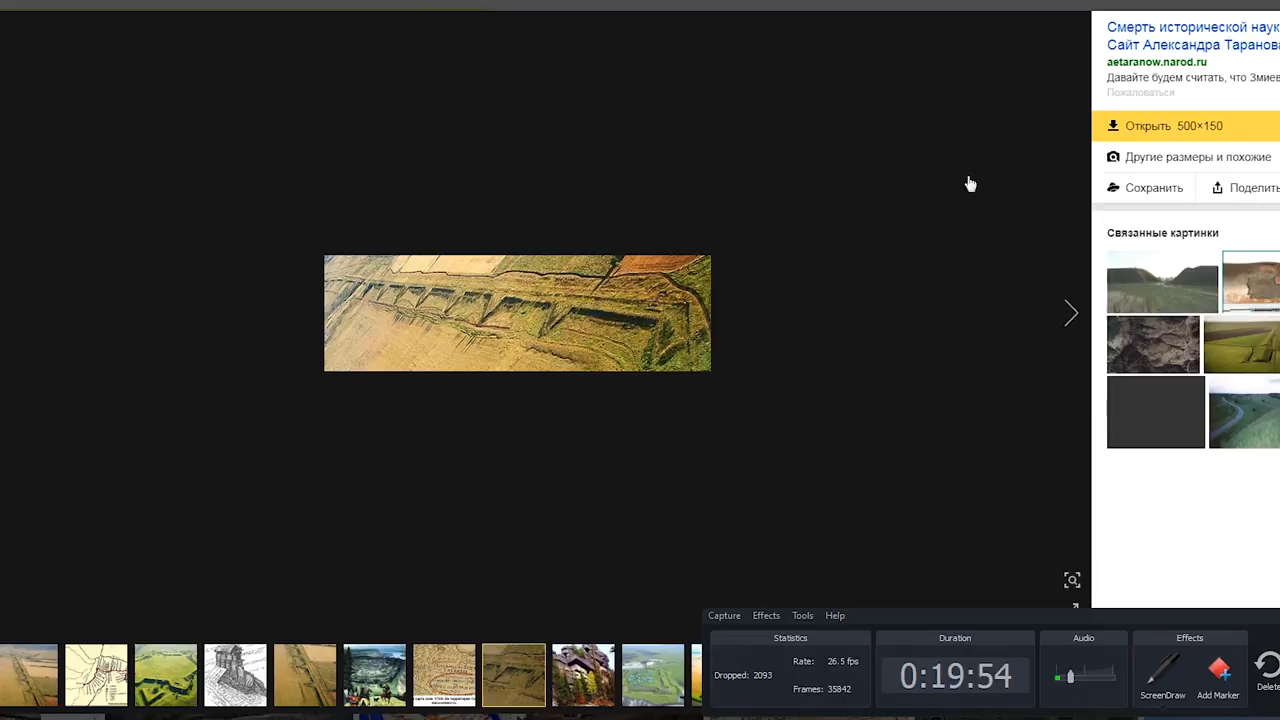 Смерть исторической наук
Сайт Александра Таранова
aetaranow.narod.ru
Давайте будем считать, что Змиев
Пожаловаться
Открыть 500×150
Другие размеры и похожие
Сохранить
Поделить
Связанные картинки
Capture Effects Tools Help
Statistics
Duration
Audio
Effects
Rate: 26.5 fps
Dropped: 2093
Frames: 35842
0:19:54
ScreenDraw
Add Marker
Delete